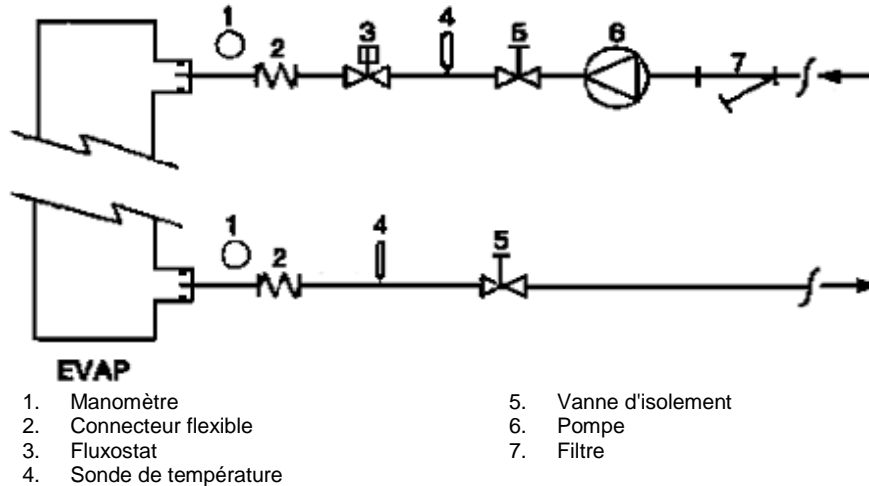 1
2
3
4
5
6
7
1
2
4
5
EVAP
1. Manomètre
2. Connecteur flexible
3. Fluxostat
4. Sonde de température
5. Vanne d'isolement
6. Pompe
7. Filtre